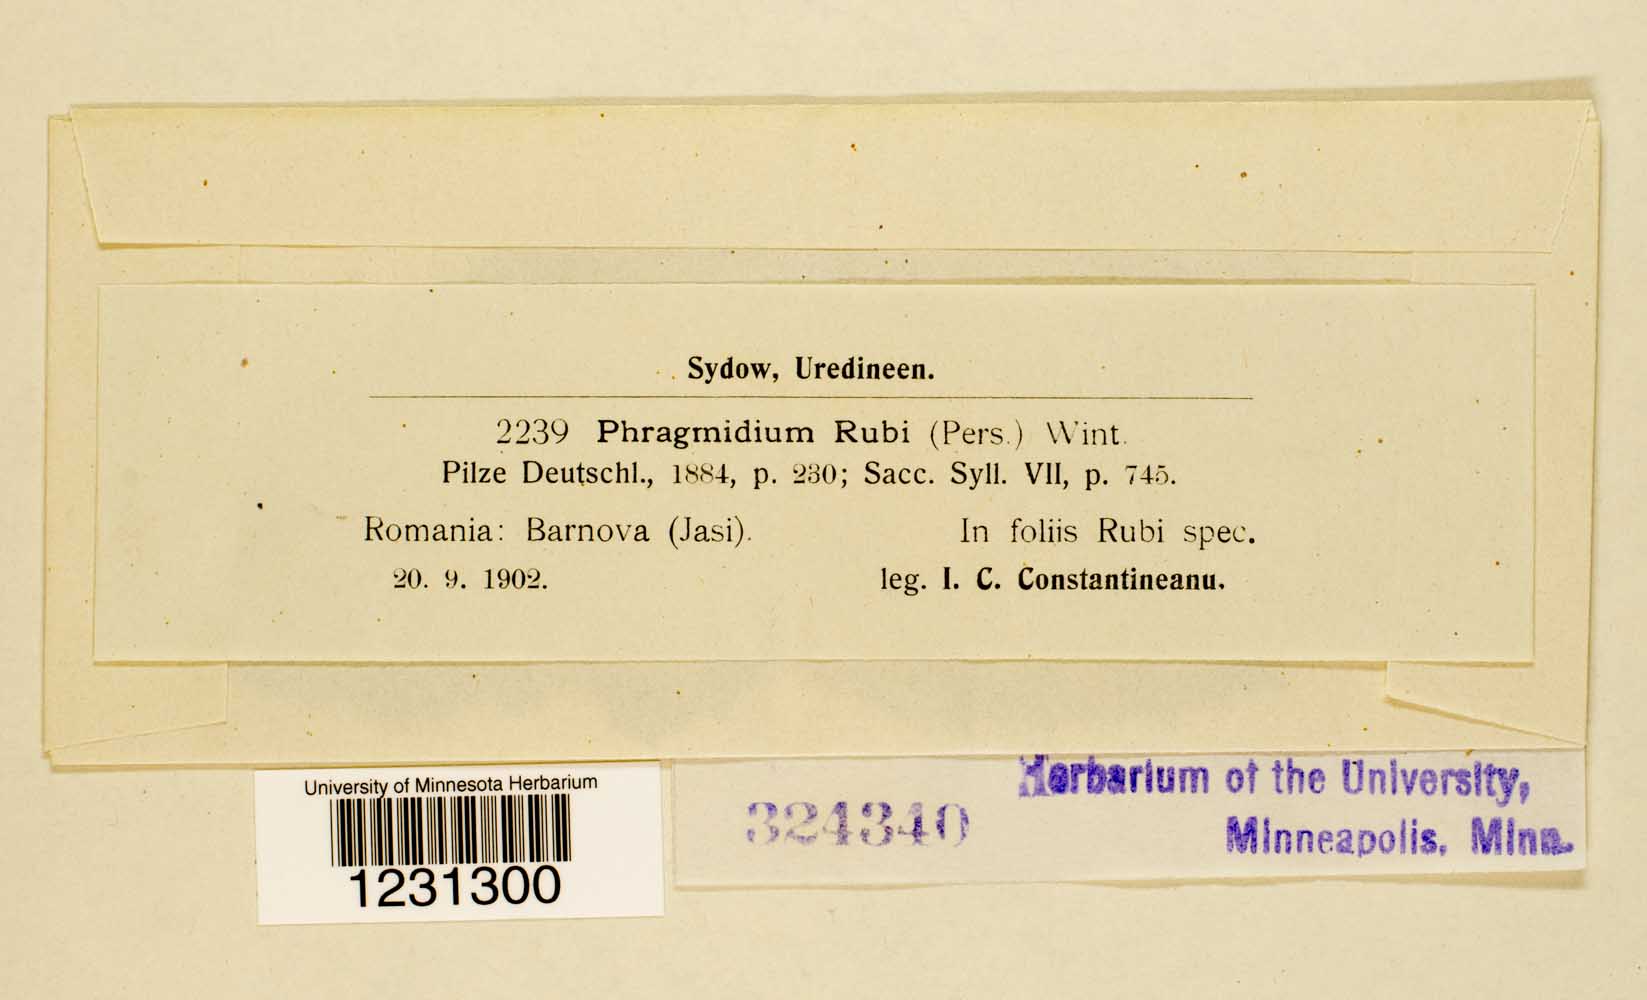 Sydow, Uredineen.
2239 Phragmidium Rubi (Pers.) Wint.
Pilze Deutschl., 1884, p. 230; Sacc. Syll. VII, p. 745.
Romania: Barnova (Jasi). In foliis Rubi spec.
20. 9. 1902. leg. I. C. Constantineanu.
University of Minnesota Herbarium
1231300
324340
Herbarium of the University,
Minneapolis, Minn.